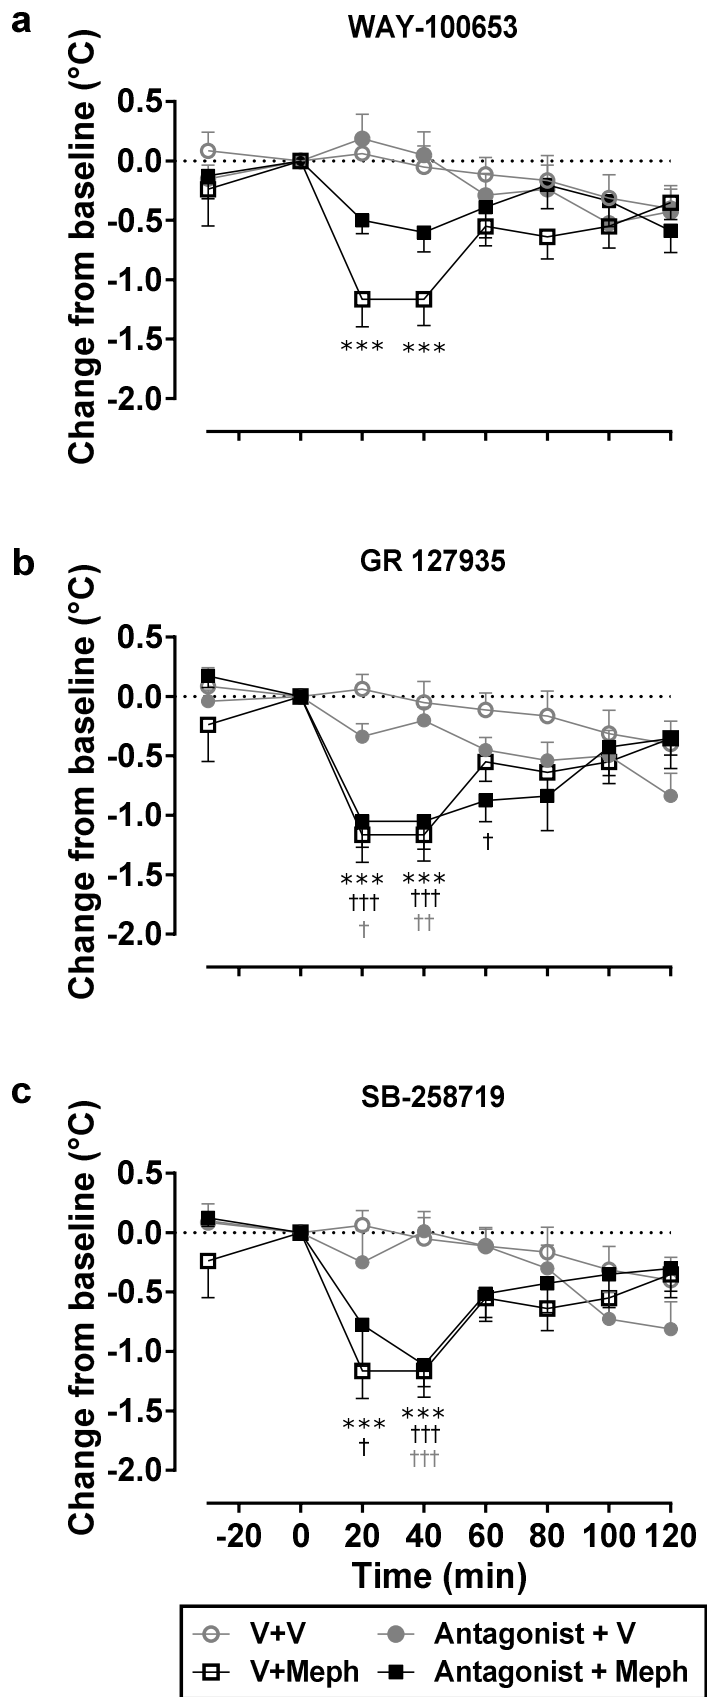 a
WAY-100653
Change from baseline (°C)
0.5
0.0
-0.5
-1.0
-1.5
-2.0
*** ***
b
GR 127935
Change from baseline (°C)
0.5
0.0
-0.5
-1.0
-1.5
-2.0
†
*** ***
††† †††
† ††
c
SB-258719
Change from baseline (°C)
0.5
0.0
-0.5
-1.0
-1.5
-2.0
*** ***
† †††
†††
-20 0 20 40 60 80 100 120
Time (min)
V+V Antagonist + V
V+Meph Antagonist + Meph